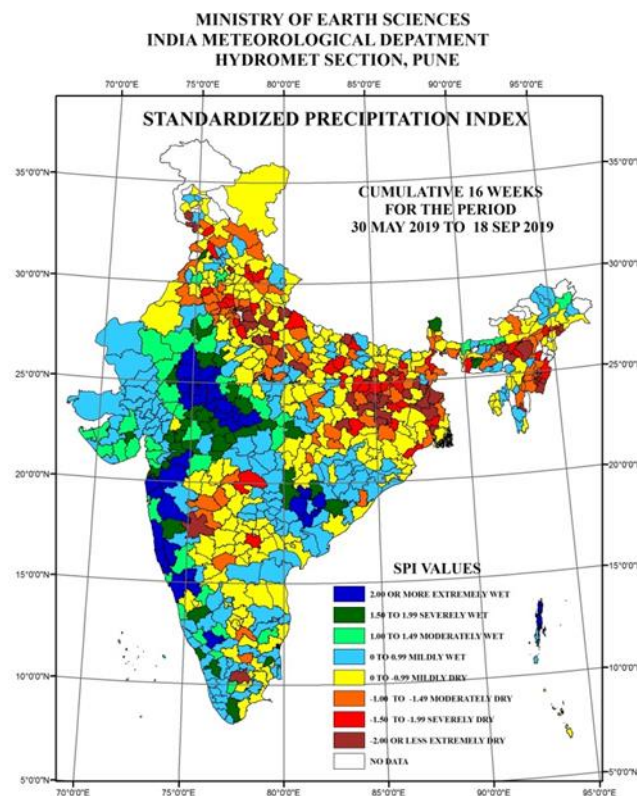 MINISTRY OF EARTH SCIENCES
INDIA METEOROLOGICAL DEPATMENT
HYDROMET SECTION, PUNE
70°0'0"E 75°0'0"E 80°0'0"E 85°0'0"E 90°0'0"E 95°0'0"E
STANDARDIZED PRECIPITATION INDEX
35°0'0"N 35°0'0"N
CUMULATIVE 16 WEEKS
FOR THE PERIOD
30 MAY 2019 TO 18 SEP 2019
30°0'0"N 30°0'0"N
25°0'0"N 25°0'0"N
20°0'0"N 20°0'0"N
15°0'0"N 15°0'0"N
SPI VALUES
2.00 OR MORE EXTREMELY WET
1.50 TO 1.99 SEVERELY WET
1.00 TO 1.49 MODERATELY WET
10°0'0"N 10°0'0"N
0 TO 0.99 MILDLY WET
0 TO -0.99 MILDLY DRY
-1.00 TO -1.49 MODERATELY DRY
-1.50 TO -1.99 SEVERELY DRY
-2.00 OR LESS EXTREMELY DRY
NO DATA
5°0'0"N 5°0'0"N
70°0'0"E 75°0'0"E 80°0'0"E 85°0'0"E 90°0'0"E 95°0'0"E